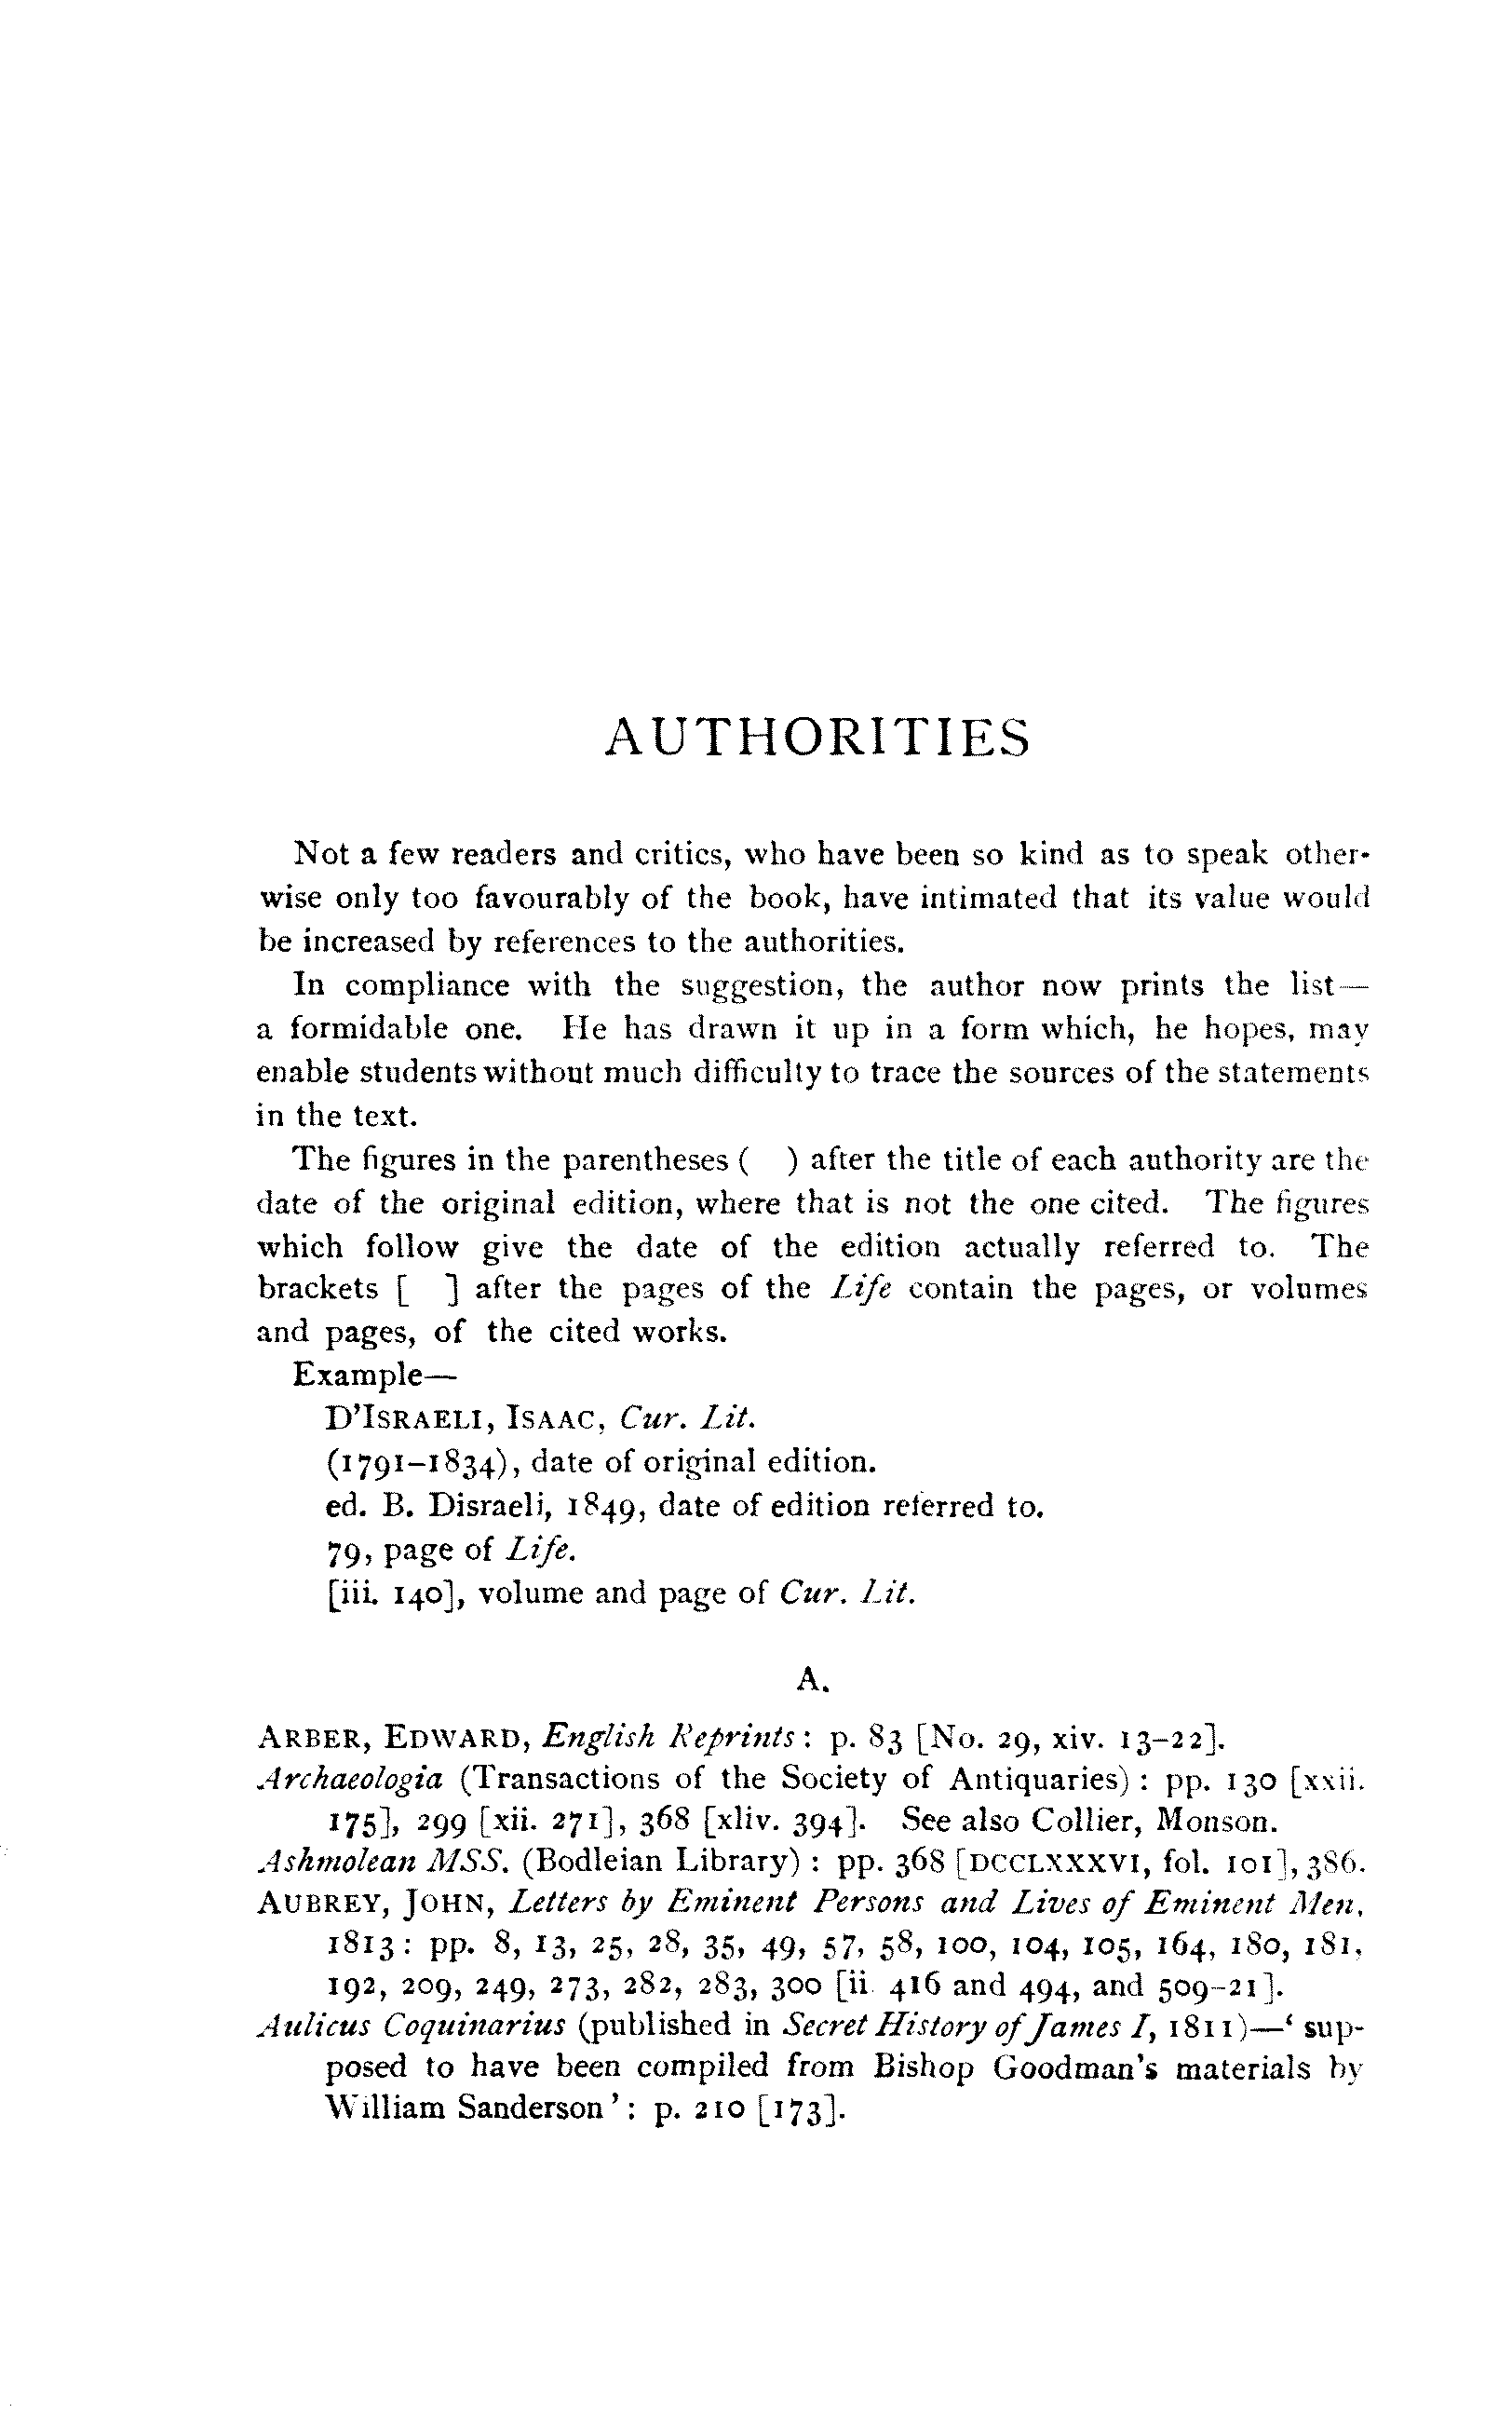 AUTHORITIES
Not a few readers and critics, who have been so kind as to speak other-
wise only too favourably of the book, have intimated that its value would
be increased by references to the authorities.
In compliance with the suggestion, the author now prints the list—
a formidable one. He has drawn it up in a form which, he hopes, may
enable students without much difficulty to trace the sources of the statements
in the text.
The figures in the parentheses ( ) after the title of each authority are the
date of the original edition, where that is not the one cited. The figures
which follow give the date of the edition actually referred to. The
brackets [ ] after the pages of the Life contain the pages, or volumes
and pages, of the cited works.
Example—
D'ISRAELI, ISAAC, Cur. Lit.
(1791–1834), date of original edition.
ed. B. Disraeli, 1849, date of edition referred to.
79, page of Life.
[iii. 140], volume and page of Cur. Lit.
A.
ARBER, EDWARD, English Reprints: p. 83 [No. 29, xiv. 13–22].
Archaeologia (Transactions of the Society of Antiquaries): pp. 130 [xxii.
175], 299 [xii. 271], 368 [xliv. 394]. See also Collier, Monson.
Ashmolean MSS. (Bodleian Library): pp. 368 [DCCLXXXVI, fol. 101], 386.
AUBREY, JOHN, Letters by Eminent Persons and Lives of Eminent Men,
1813: pp. 8, 13, 25, 28, 35, 49, 57, 58, 100, 104, 105, 164, 180, 181,
192, 209, 249, 273, 282, 283, 300 [ii 416 and 494, and 509–21].
Aulicus Coquinarius (published in Secret History of James I, 1811)—‘sup-
posed to have been compiled from Bishop Goodman's materials by
William Sanderson’: p. 210 [173].